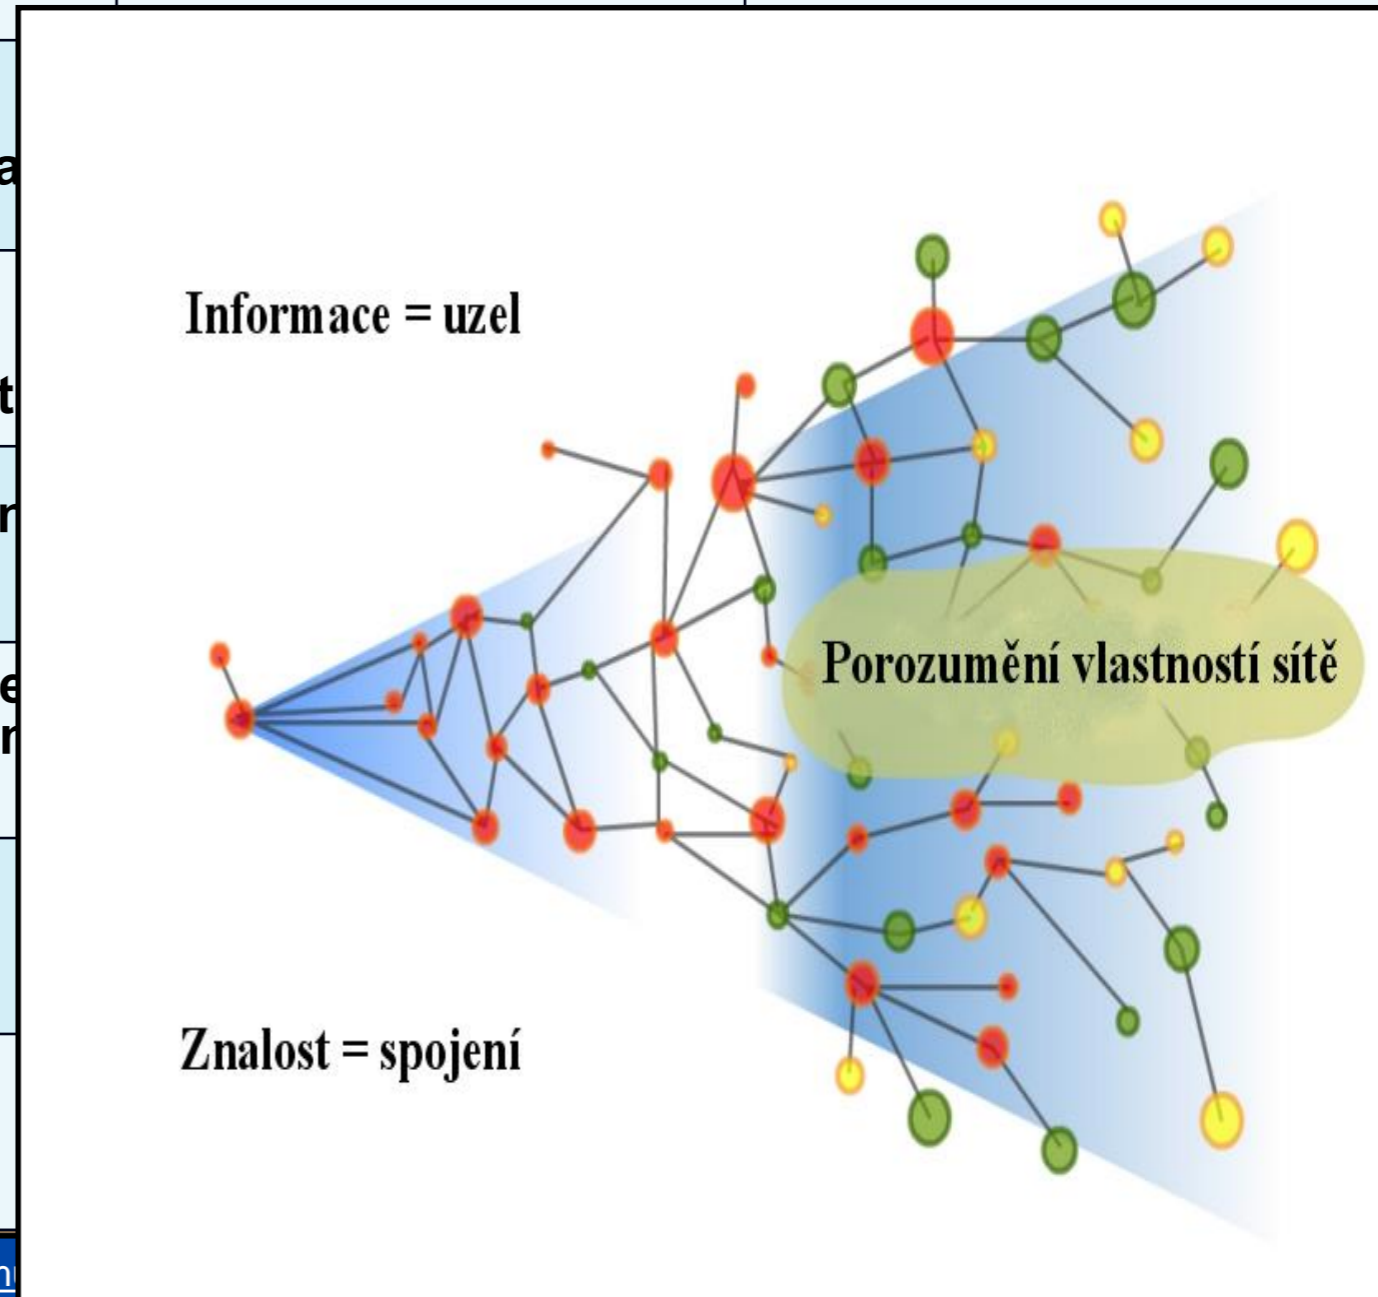 Informace = uzel
Porozumění vlastností sítě
Znalost = spojení